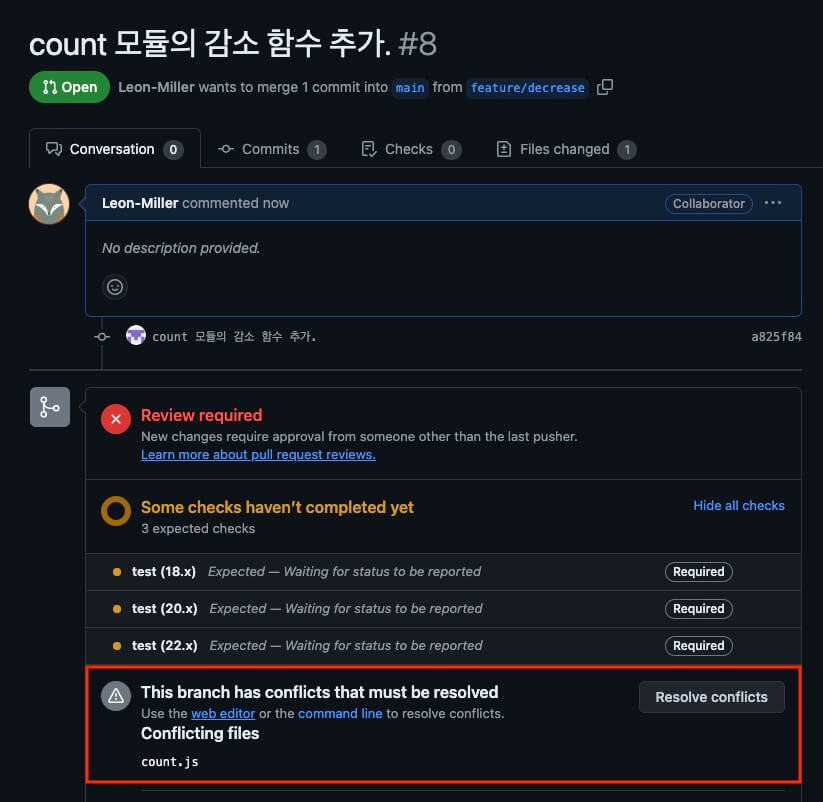 count 모듈의 감소 함수 추가. #8
Open Leon-Miller wants to merge 1 commit into main from feature/decrease
Conversation 0 Commits 1 Checks 0 Files changed 1
Leon-Miller commented now Collaborator ...
No description provided.
count 모듈의 감소 함수 추가. a825f84
Review required
New changes require approval from someone other than the last pusher.
Learn more about pull request reviews.
Some checks haven't completed yet Hide all checks
3 expected checks
test (18.x) Expected — Waiting for status to be reported Required
test (20.x) Expected — Waiting for status to be reported Required
test (22.x) Expected — Waiting for status to be reported Required
This branch has conflicts that must be resolved Resolve conflicts
Use the web editor or the command line to resolve conflicts.
Conflicting files
count.js